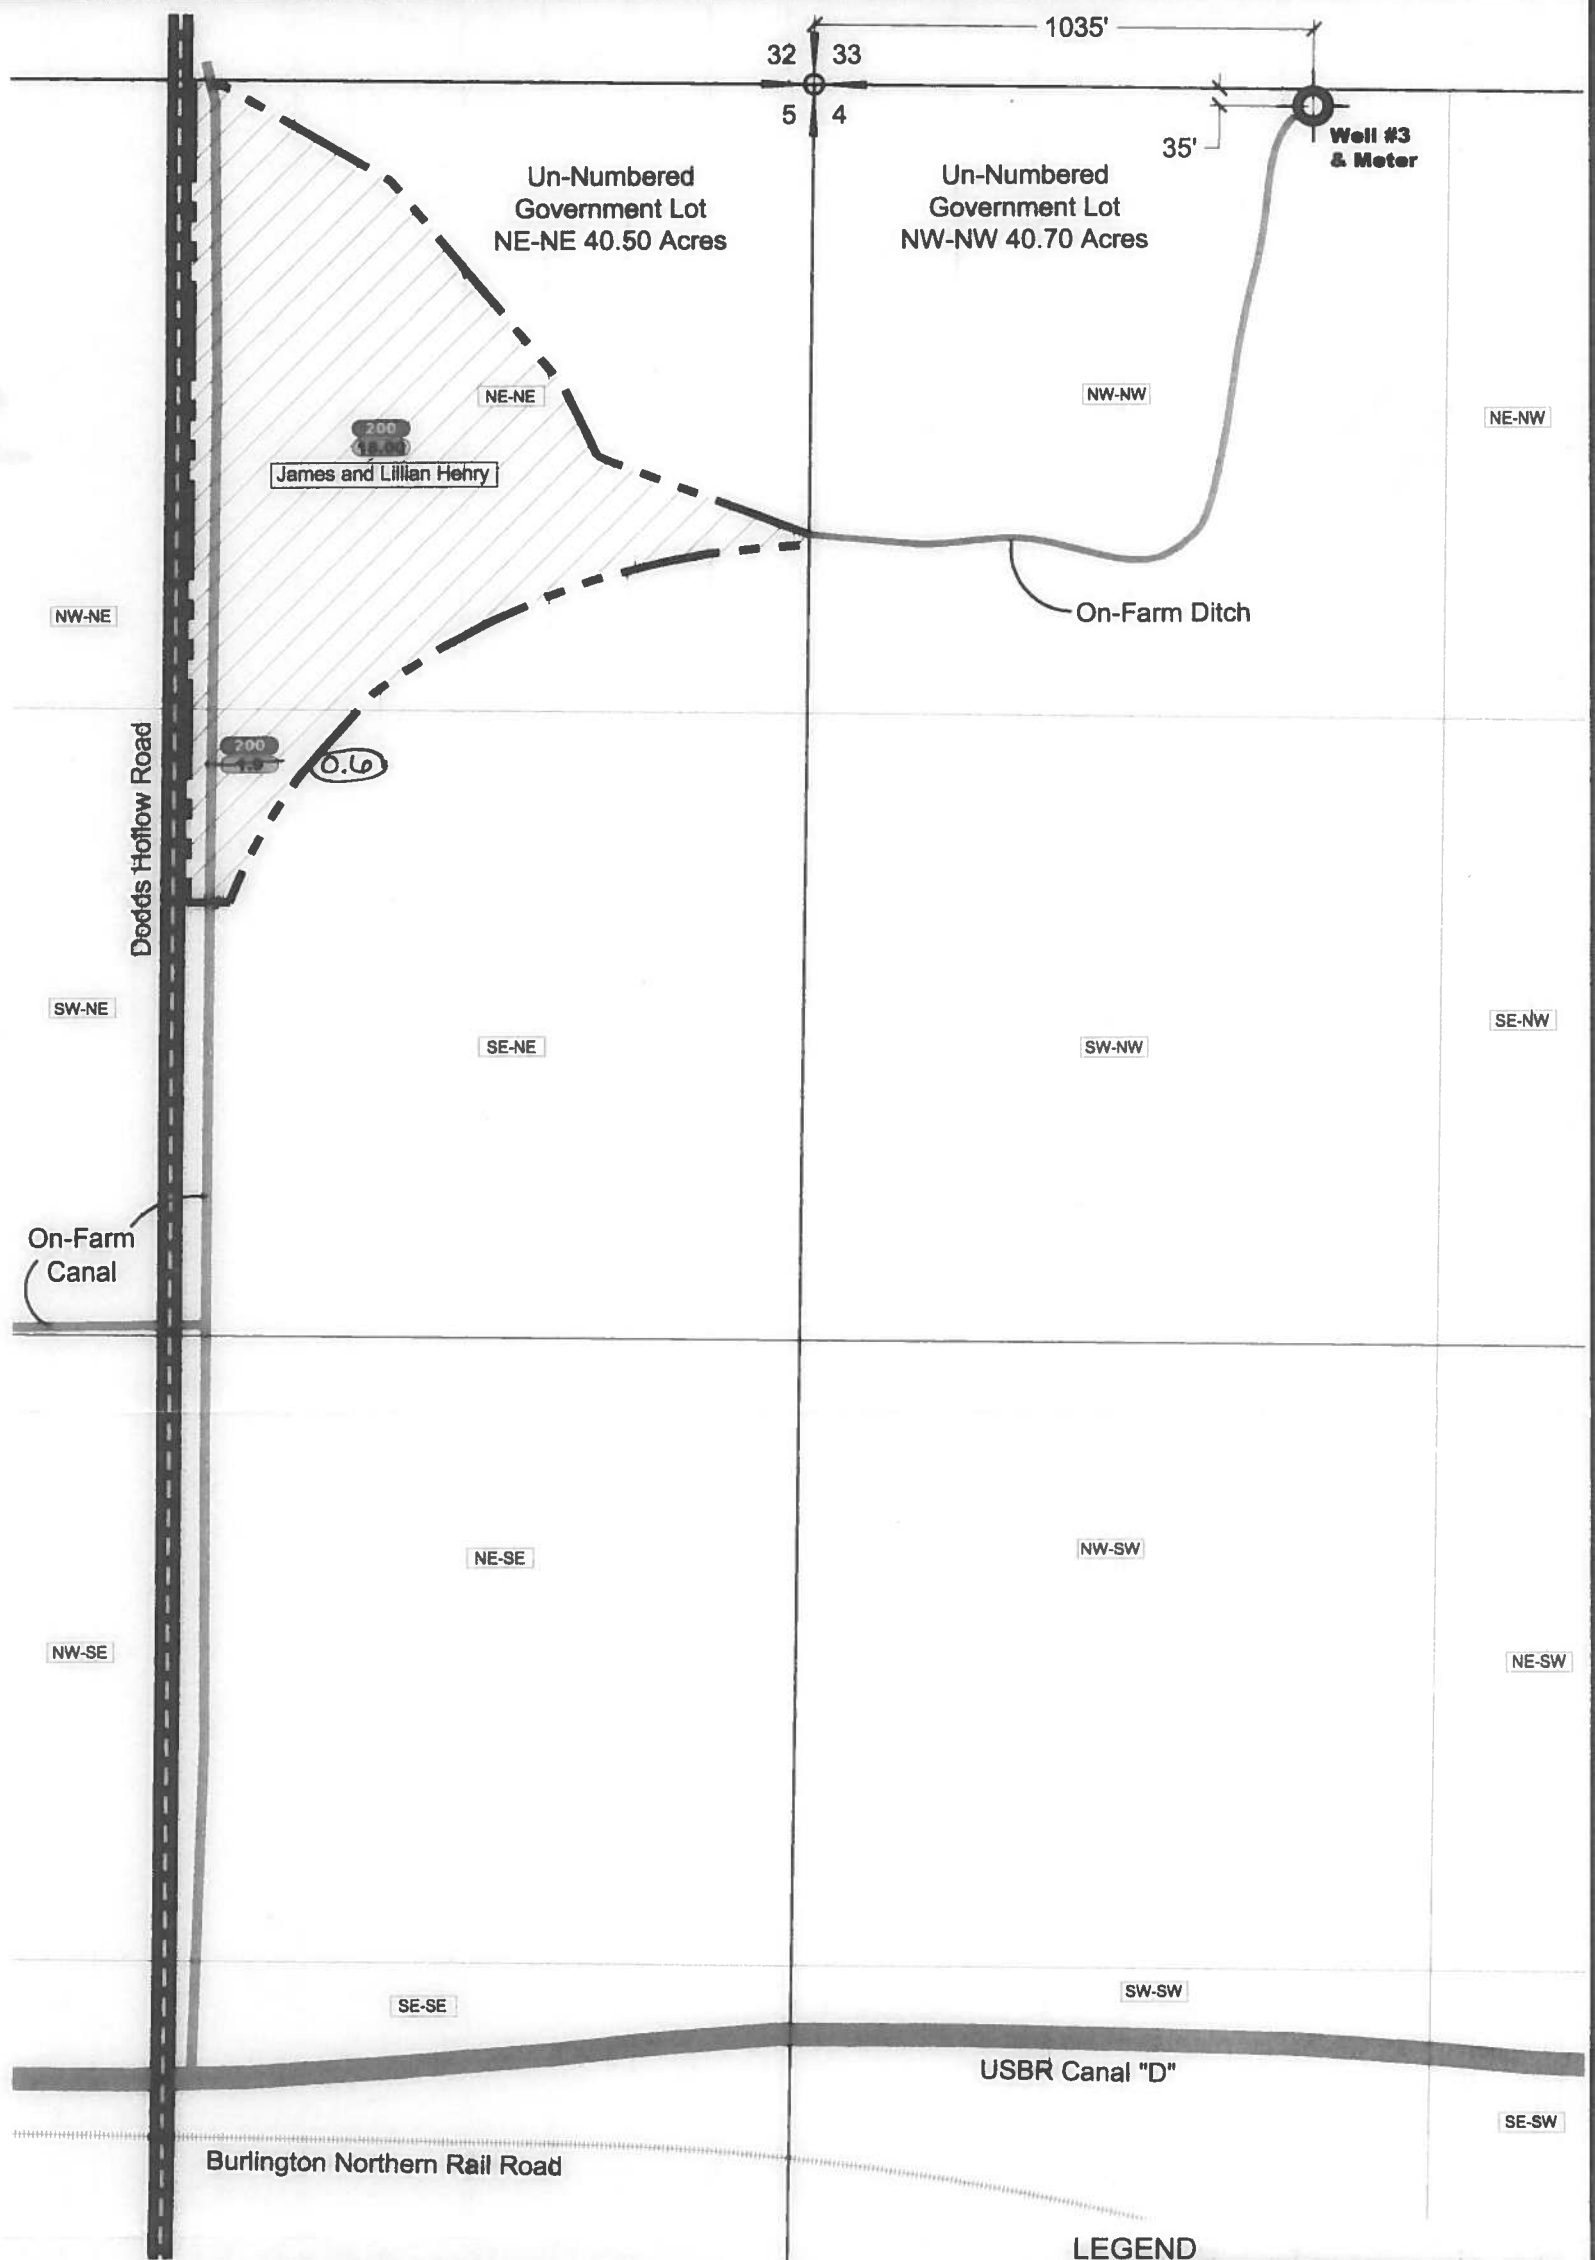 1035'
32 33
5 4
35'
Well #3
& Meter
Un-Numbered
Government Lot
NE-NE 40.50 Acres
Un-Numbered
Government Lot
NW-NW 40.70 Acres
NE-NE
NW-NW
NE-NW
200
18.00
James and Lillian Henry
On-Farm Ditch
NW-NE
Dodds Hollow Road
200
1.9
0.6
SW-NE
SE-NE
SW-NW
SE-NW
On-Farm
Canal
NE-SE
NW-SW
NW-SE
NE-SW
SE-SE
SW-SW
USBR Canal "D"
SE-SW
Burlington Northern Rail Road
LEGEND